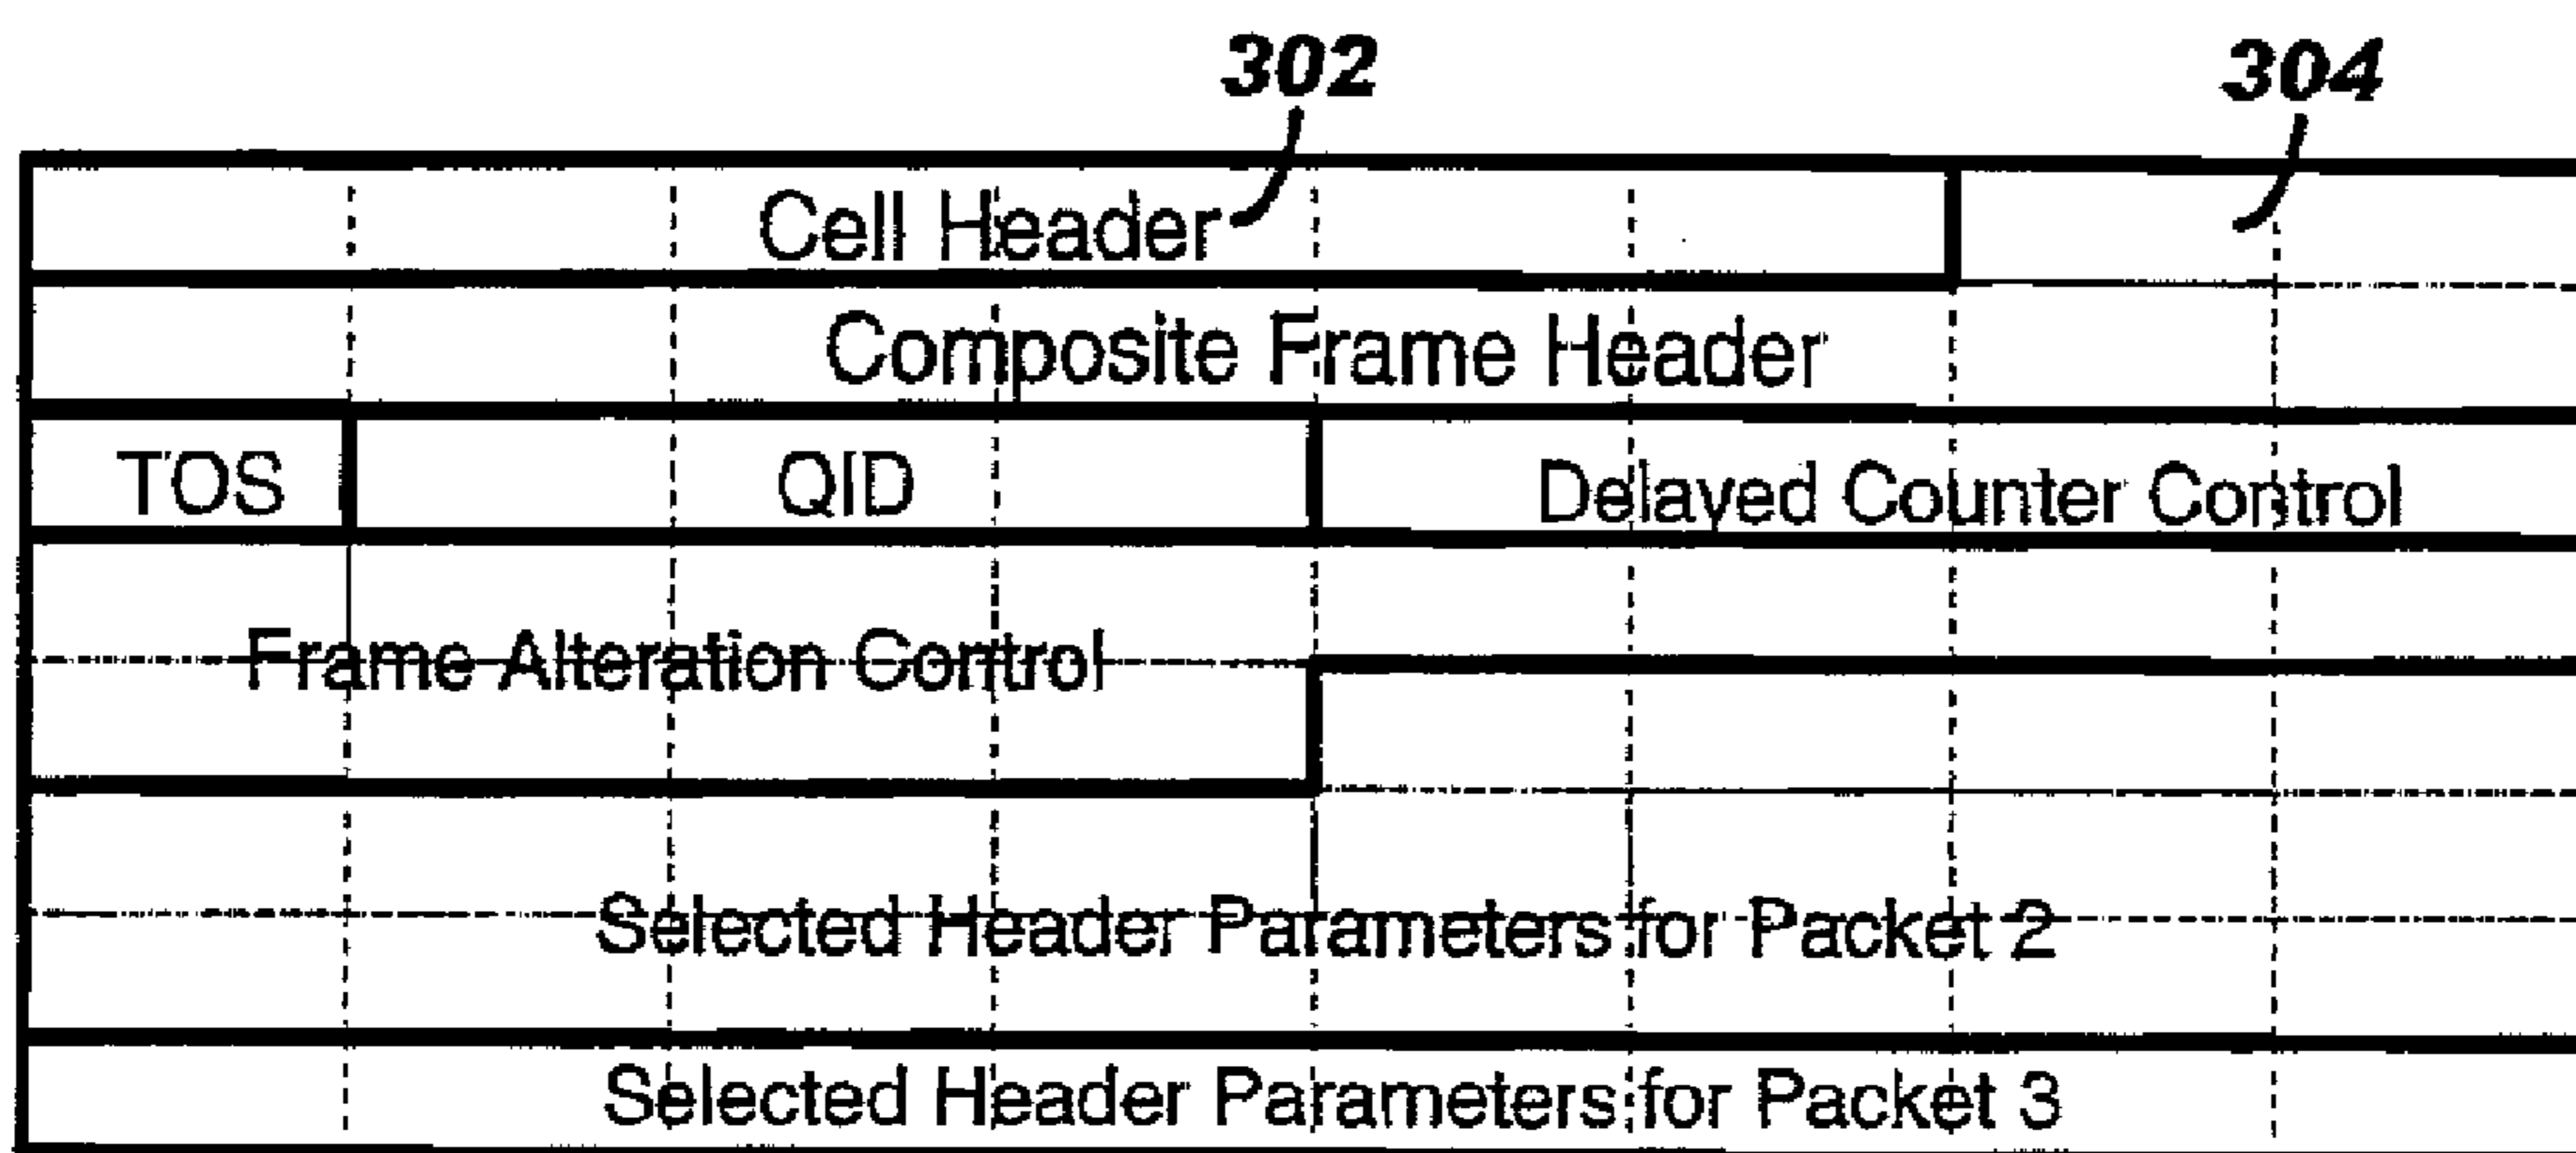 302 304
Cell Header
Composite Frame Header
TOS QID Delayed Counter Control
Frame Alteration Control
Selected Header Parameters for Packet 2
Selected Header Parameters for Packet 3